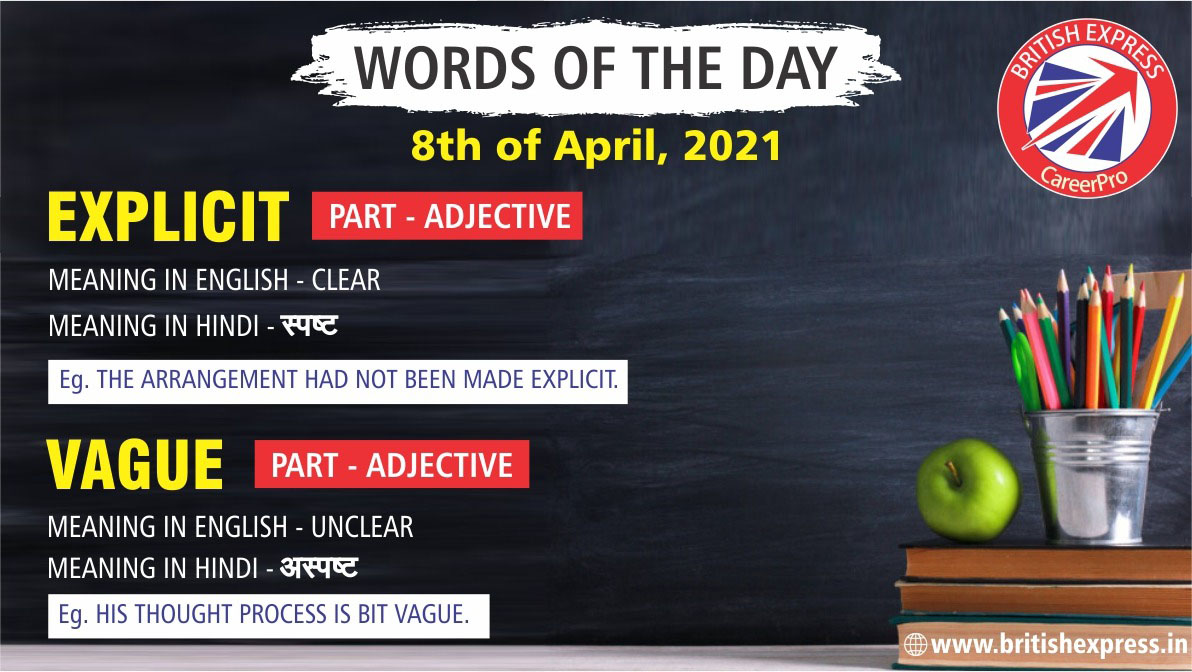 WORDS OF THE DAY
BRITISH EXPRESS
CareerPro
8th of April, 2021
EXPLICIT PART - ADJECTIVE
MEANING IN ENGLISH - CLEAR
MEANING IN HINDI - स्पष्ट
Eg. THE ARRANGEMENT HAD NOT BEEN MADE EXPLICIT.
VAGUE PART - ADJECTIVE
MEANING IN ENGLISH - UNCLEAR
MEANING IN HINDI - अस्पष्ट
Eg. HIS THOUGHT PROCESS IS BIT VAGUE.
www.britishexpress.in